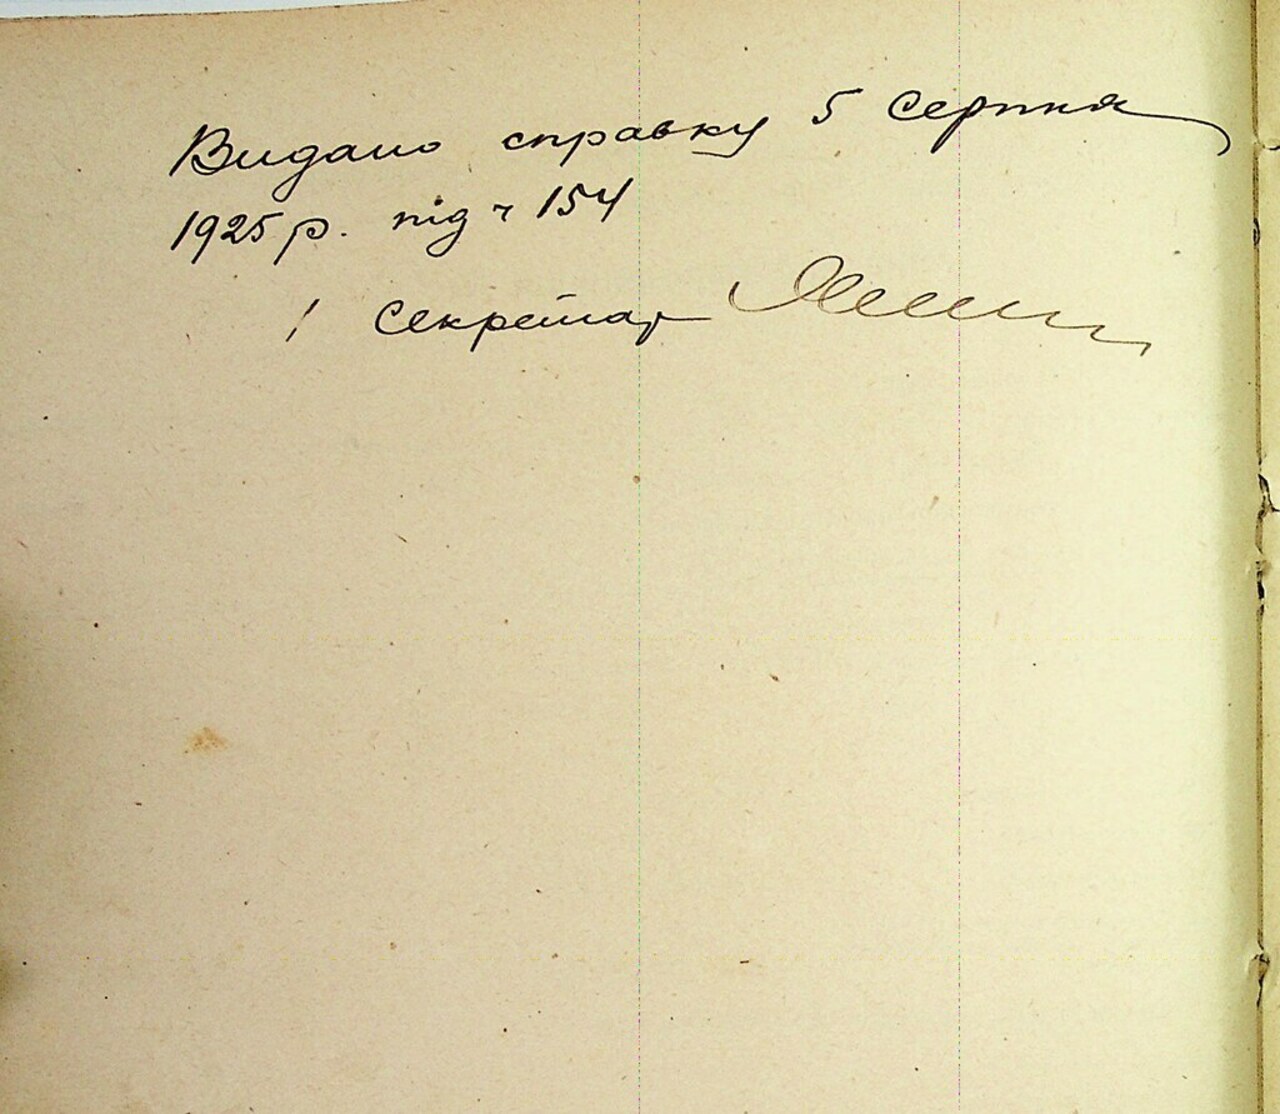 Видано справку 5 Серпня
1925 р. під ч 154
/ Секретар